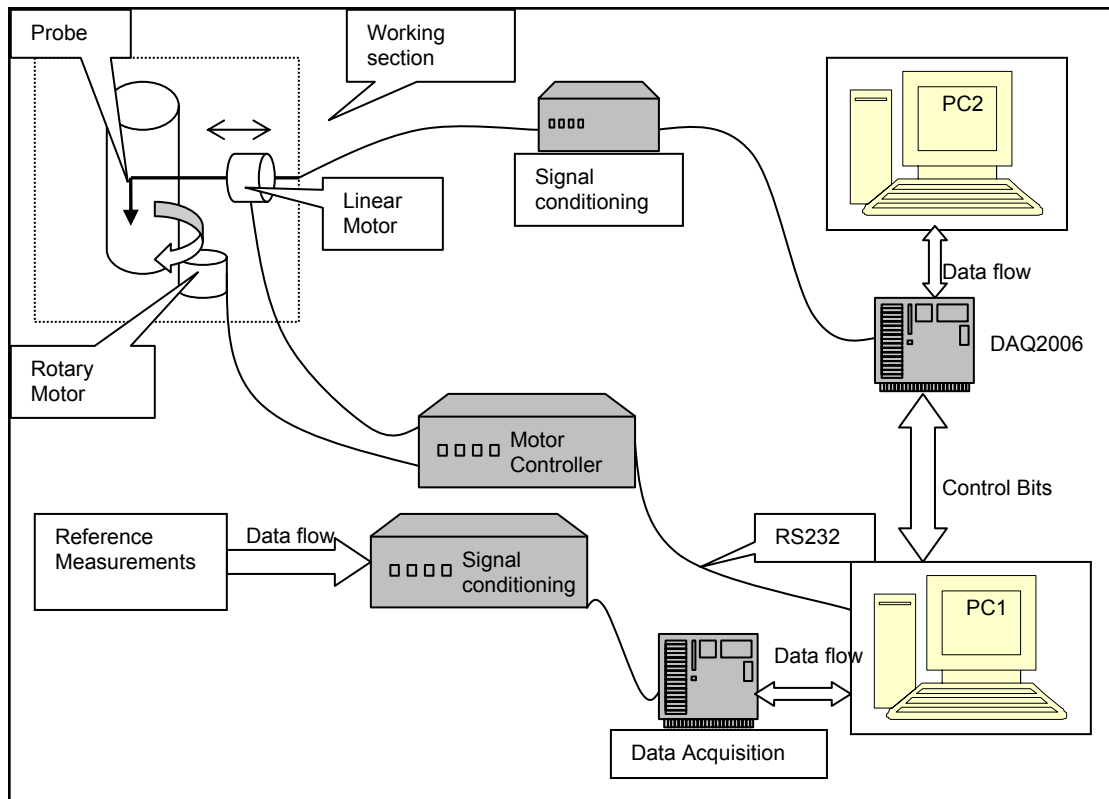 Probe
Working
section
PC2
Signal
conditioning
Linear
Motor
Data flow
DAQ2006
Rotary
Motor
Motor
Controller
Control Bits
Reference
Measurements
Data flow
Signal
conditioning
RS232
PC1
Data flow
Data Acquisition